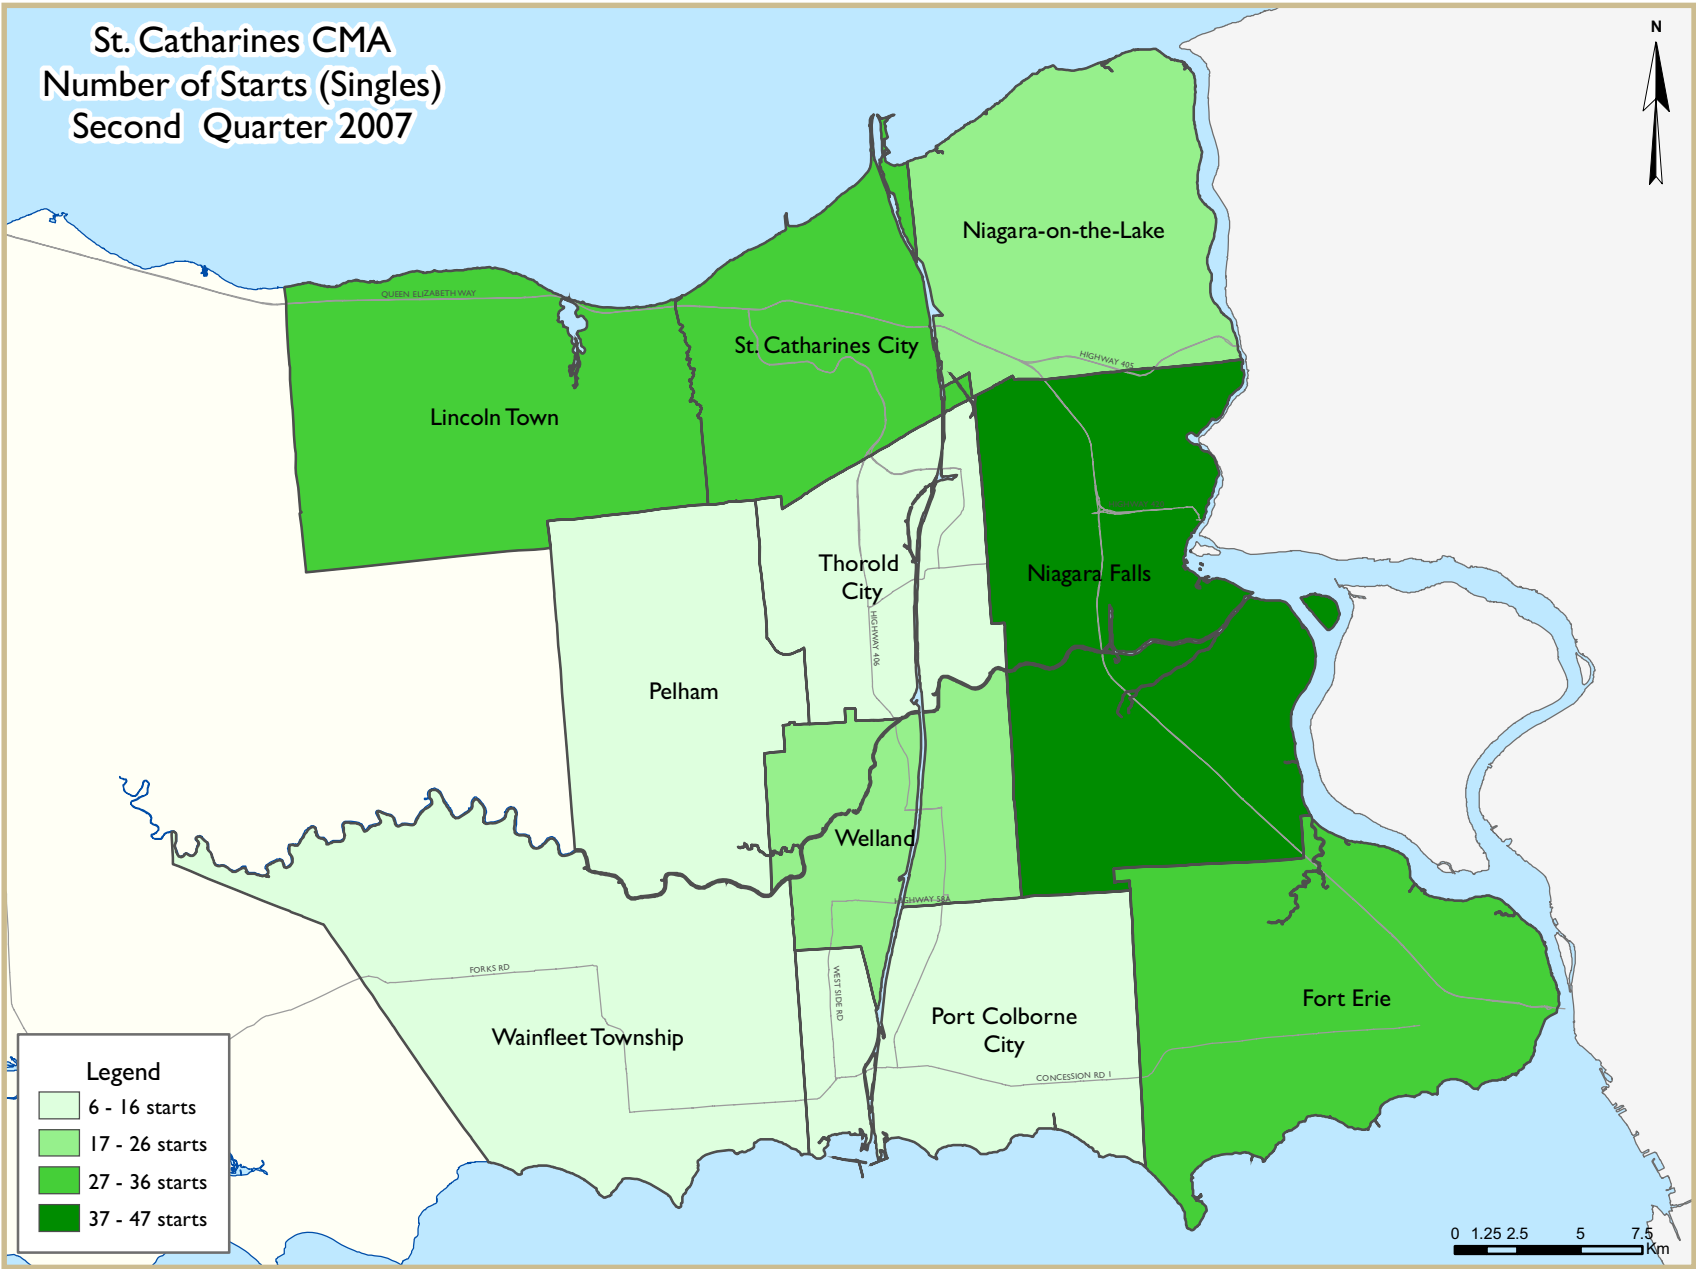 St. Catharines CMA
Number of Starts (Singles)
Second Quarter 2007
N
Niagara-on-the-Lake
QUEEN ELIZABETH WAY
St. Catharines City
HIGHWAY 405
Lincoln Town
Thorold
City
Niagara Falls
HIGHWAY 406
Pelham
Welland
HIGHWAY 58A
FORKS RD
WEST SIDE RD
Fort Erie
Port Colborne
City
Wainfleet Township
CONCESSION RD 1
Legend
6 - 16 starts
17 - 26 starts
27 - 36 starts
37 - 47 starts
0 1.25 2.5 5 7.5
Km